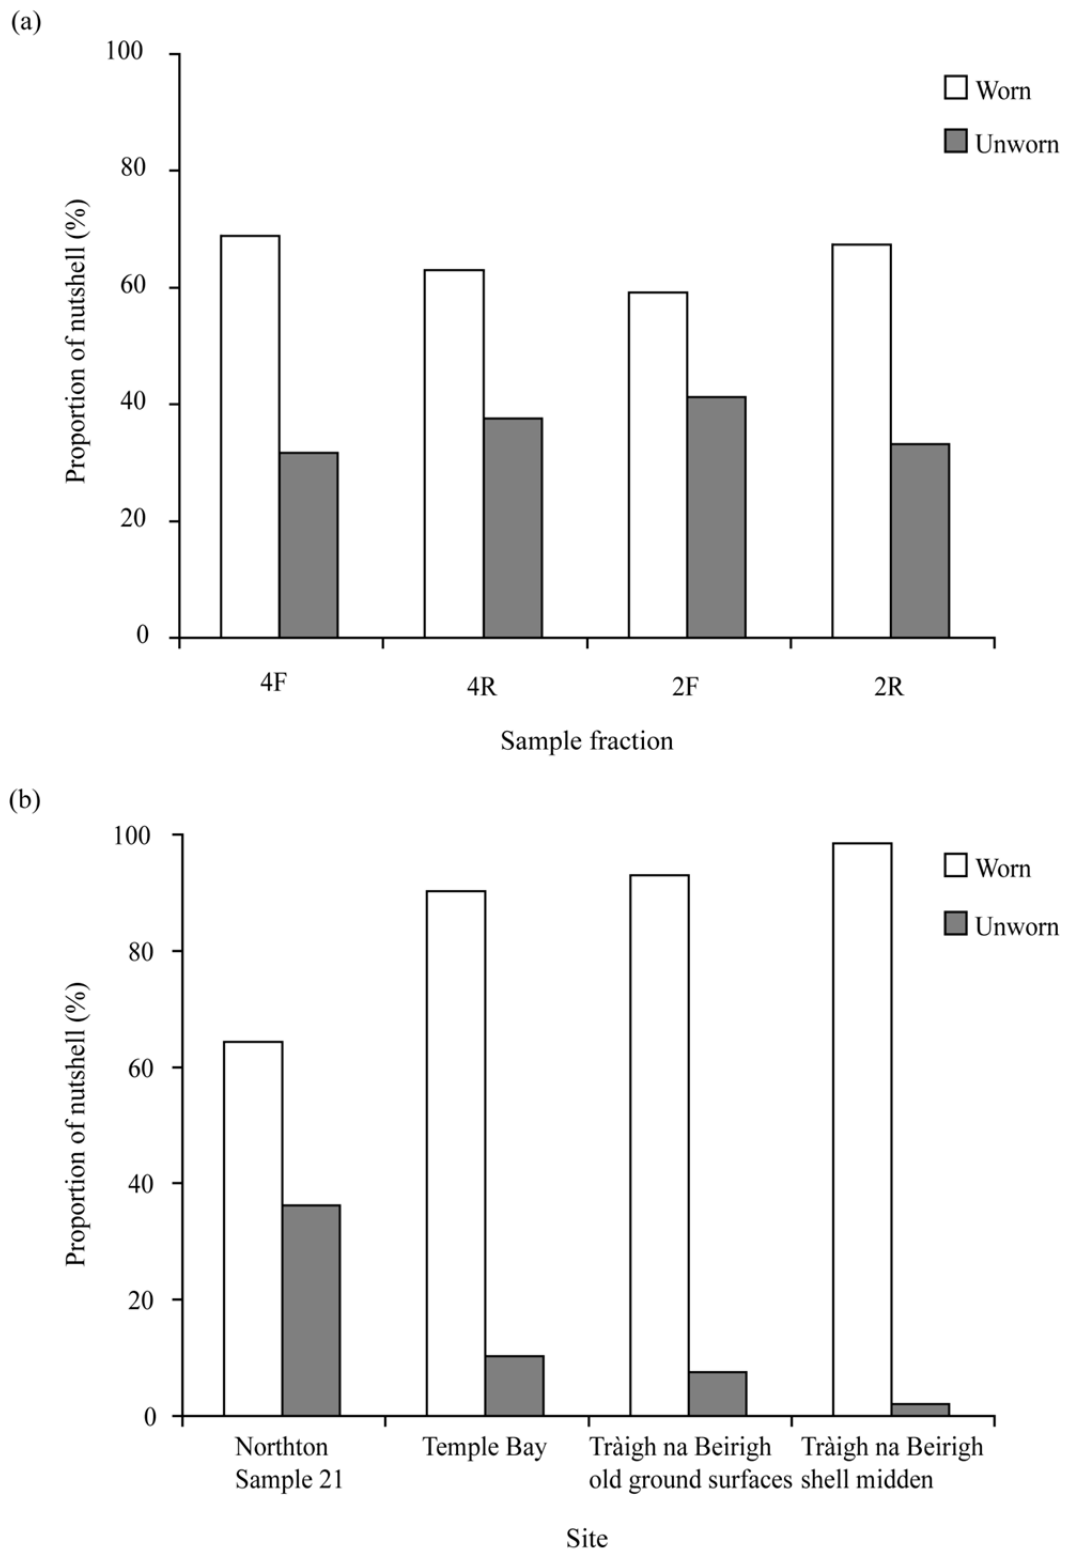 (a)
100
80
60
40
20
0
Proportion of nutshell (%)
Worn
Unworn
4F
4R
2F
2R
Sample fraction
(b)
100
80
60
40
20
0
Proportion of nutshell (%)
Worn
Unworn
Northton
Sample 21
Temple Bay
Tràigh na Beirigh
old ground surfaces
Tràigh na Beirigh
shell midden
Site